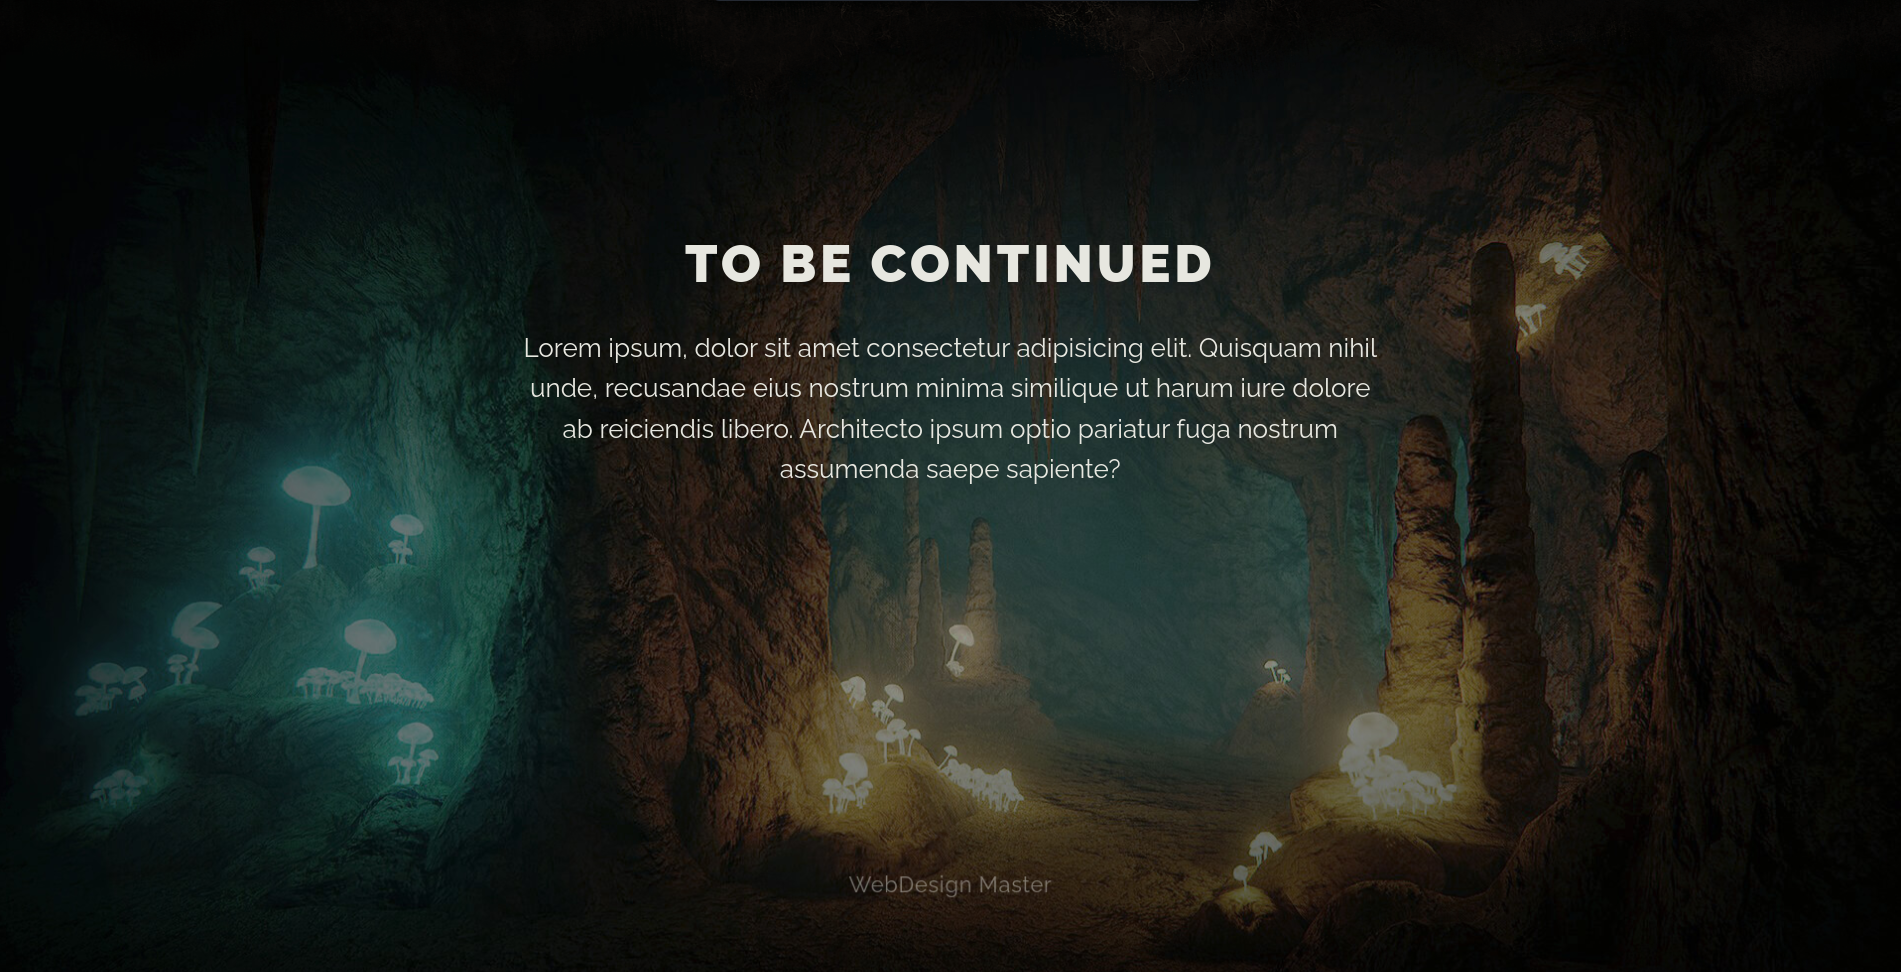 TO BE CONTINUED
Lorem ipsum, dolor sit amet consectetur adipisicing elit. Quisquam nihil
unde, recusandae eius nostrum minima similique ut harum iure dolore
ab reiciendis libero. Architecto ipsum optio pariatur fuga nostrum
assumenda saepe sapiente?
WebDesign Master